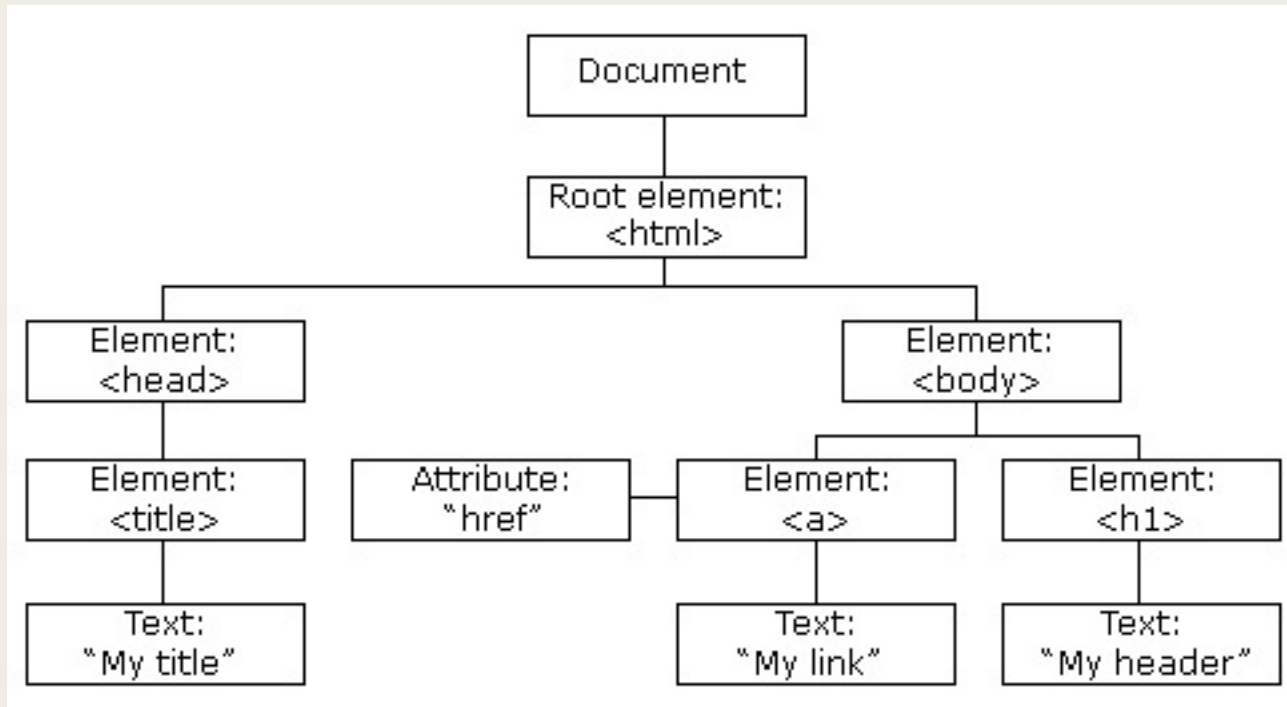 Document
Root element:
<html>
Element:
<head>
Element:
<body>
Element:
<title>
Attribute:
“href”
Element:
<a>
Element:
<h1>
Text:
“My title”
Text:
“My link”
Text:
“My header”